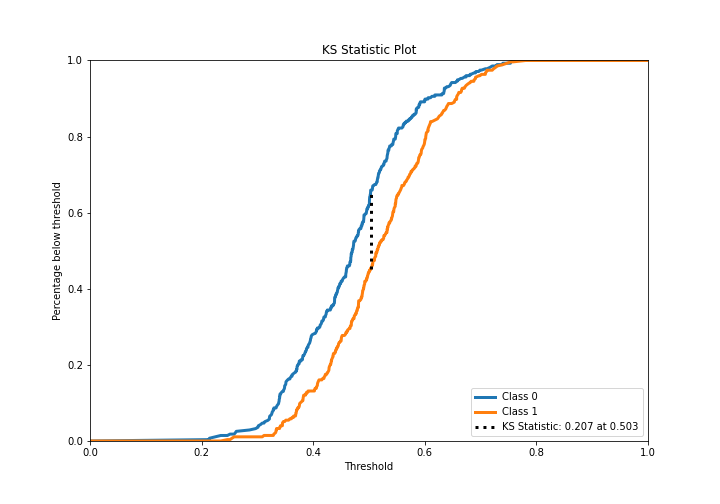 KS Statistic Plot
1.0
0.8
0.6
0.4
0.2
0.0
Percentage below threshold
0.0 0.2 0.4 0.6 0.8 1.0
Threshold
Class 0
Class 1
KS Statistic: 0.207 at 0.503